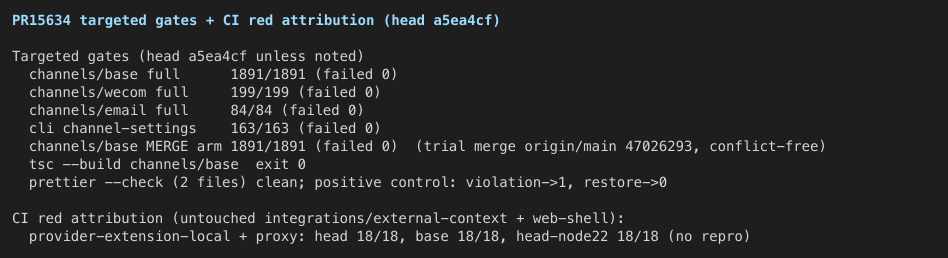 PR15634 targeted gates + CI red attribution (head a5ea4cf)
Targeted gates (head a5ea4cf unless noted)
channels/base full 1891/1891 (failed 0)
channels/wecom full 199/199 (failed 0)
channels/email full 84/84 (failed 0)
cli channel-settings 163/163 (failed 0)
channels/base MERGE arm 1891/1891 (failed 0) (trial merge origin/main 47026293, conflict-free)
tsc --build channels/base exit 0
prettier --check (2 files) clean; positive control: violation->1, restore->0
CI red attribution (untouched integrations/external-context + web-shell):
provider-extension-local + proxy: head 18/18, base 18/18, head-node22 18/18 (no repro)